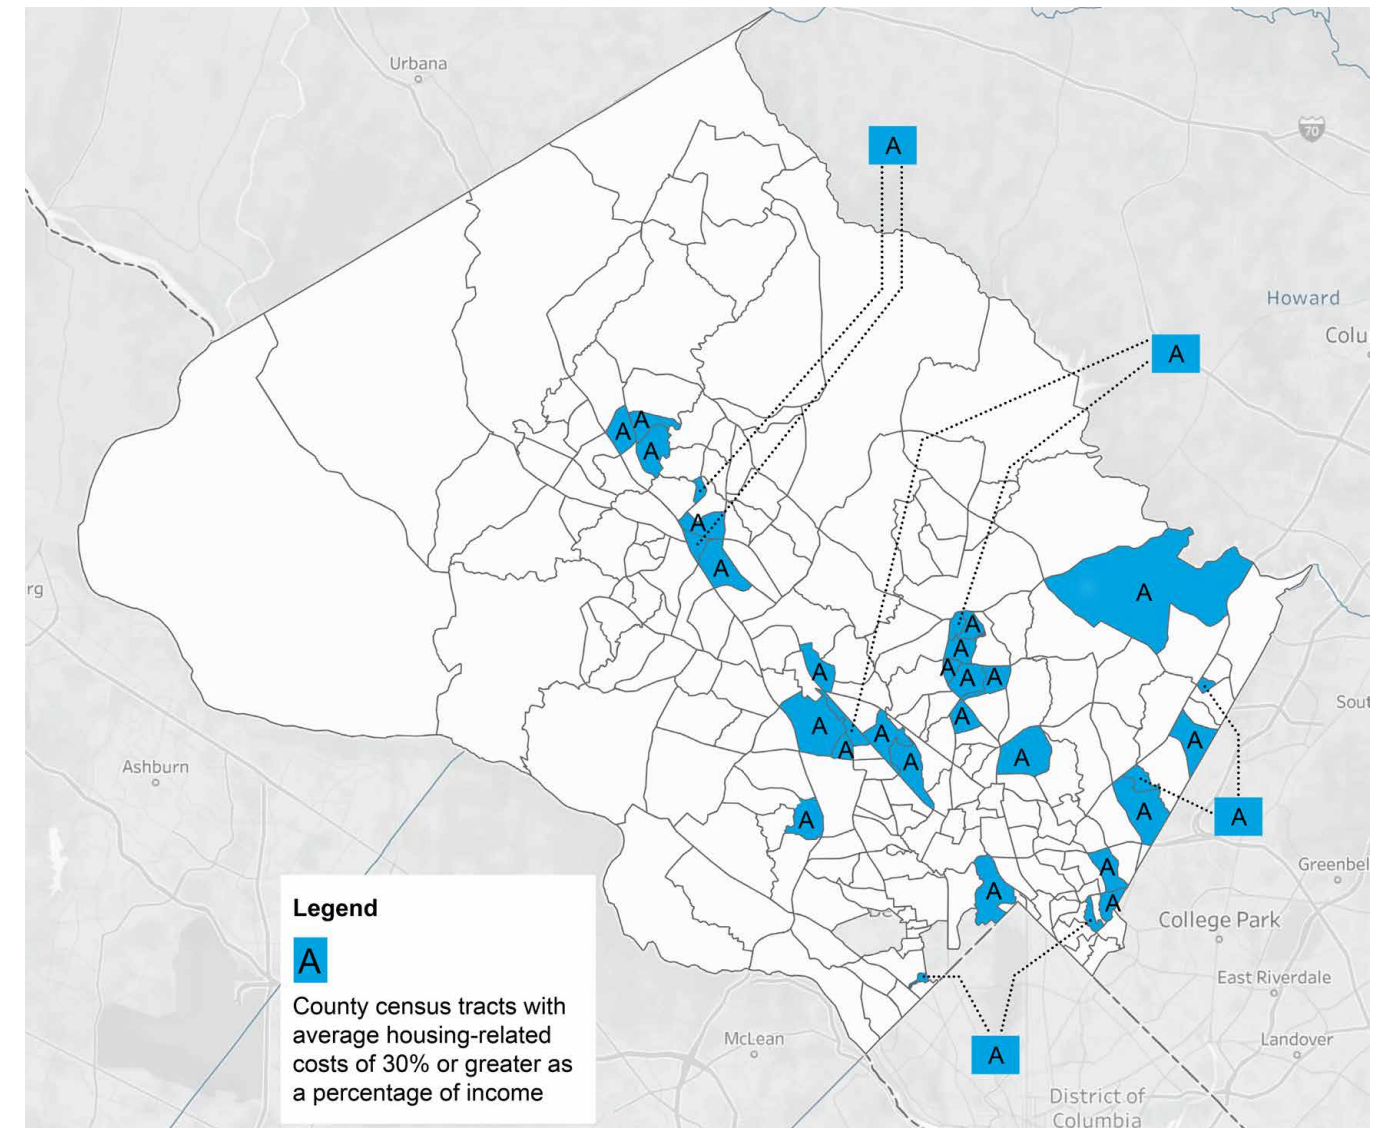 Urbana
70
A
Howard
Colu
A
A
A
A
A
A
rg
A
A
A
A
A
A
A
Sout
A
A
A
A
A
A
A
Ashburn
A
A
A
A
Greenbel
A
A
College Park
East Riverdale
McLean
Landover
A
District of
Columbia
Legend
A
County census tracts with
average housing-related
costs of 30% or greater as
a percentage of income